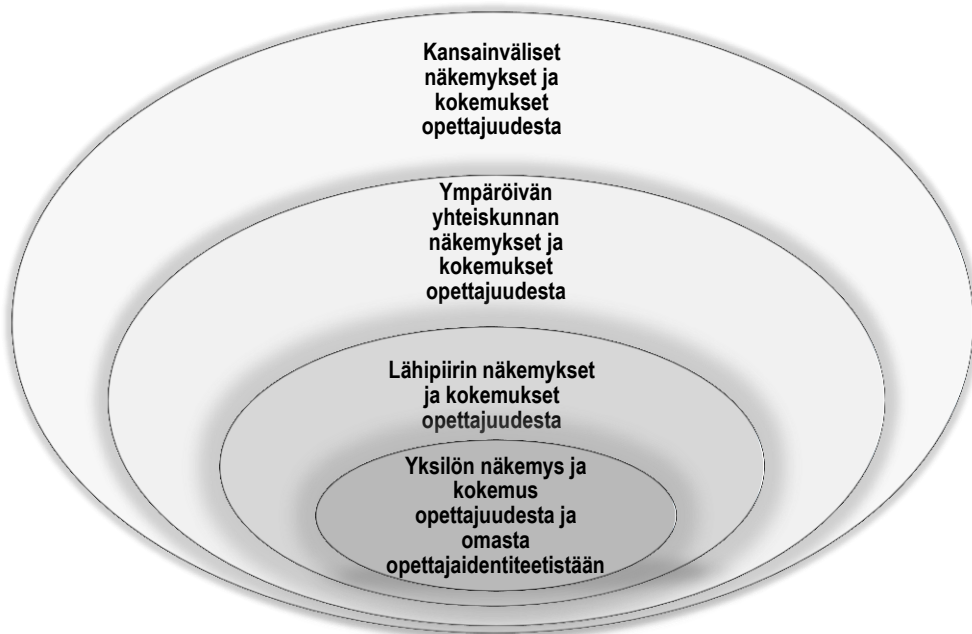 Kansainväliset
näkemykset ja
kokemukset
opettajuudesta
Ympäröivän
yhteiskunnan
näkemykset ja
kokemukset
opettajuudesta
Lähipiirin näkemykset
ja kokemukset
opettajuudesta
Yksilön näkemys ja
kokemus
opettajuudesta ja
omasta
opettajaidentiteetistään